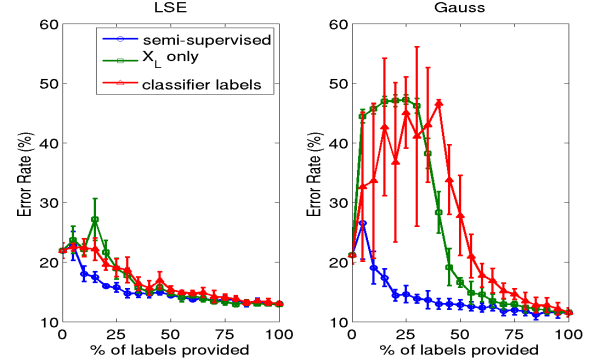 LSE
Gauss
Error Rate (%)
60
50
40
30
20
10
semi-supervised
X_L only
classifier labels
0
25
50
75
100
% of labels provided
Error Rate (%)
60
50
40
30
20
10
0
25
50
75
100
% of labels provided